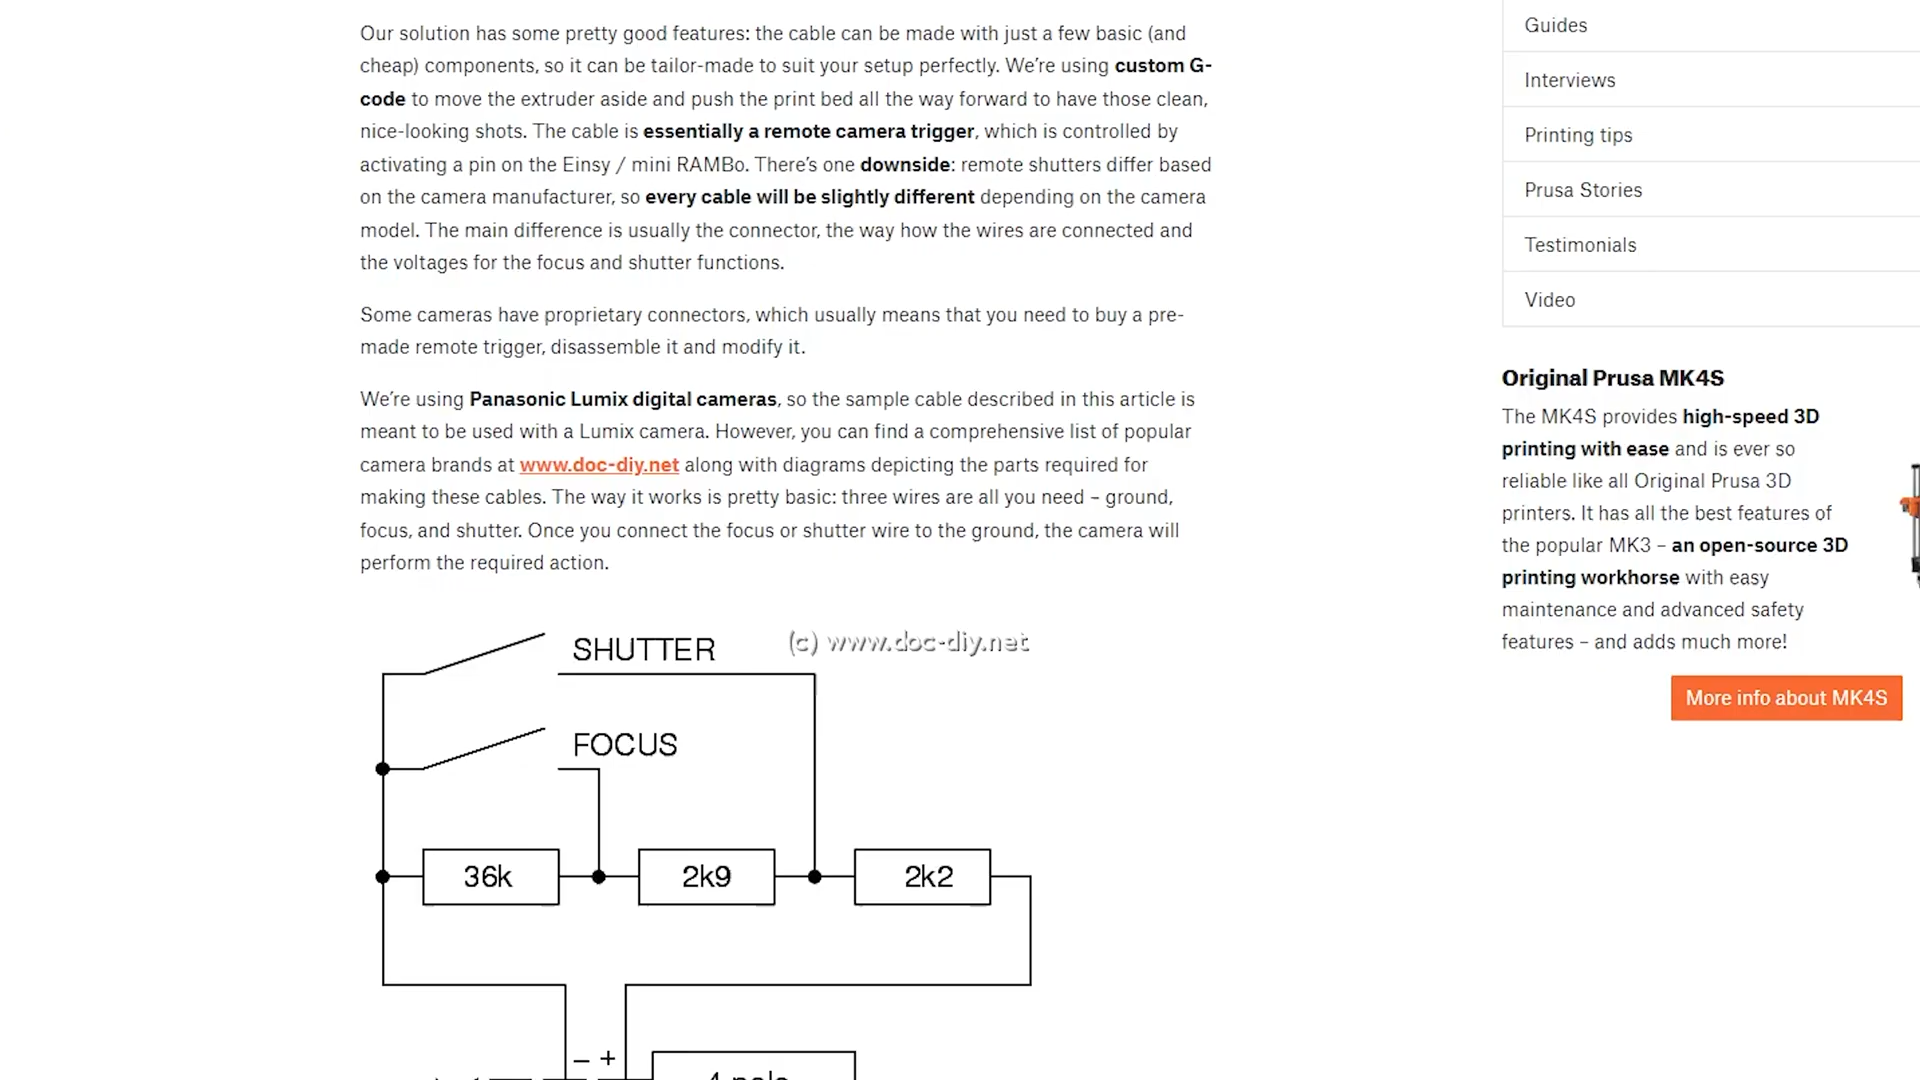 Our solution has some pretty good features: the cable can be made with just a few basic (and
cheap) components, so it can be tailor-made to suit your setup perfectly. We’re using custom G-
code to move the extruder aside and push the print bed all the way forward to have those clean,
nice-looking shots. The cable is essentially a remote camera trigger, which is controlled by
activating a pin on the Einsy / mini RAMBo. There’s one downside: remote shutters differ based
on the camera manufacturer, so every cable will be slightly different depending on the camera
model. The main difference is usually the connector, the way how the wires are connected and
the voltages for the focus and shutter functions.
Some cameras have proprietary connectors, which usually means that you need to buy a pre-
made remote trigger, disassemble it and modify it.
We’re using Panasonic Lumix digital cameras, so the sample cable described in this article is
meant to be used with a Lumix camera. However, you can find a comprehensive list of popular
camera brands at www.doc-diy.net along with diagrams depicting the parts required for
making these cables. The way it works is pretty basic: three wires are all you need – ground,
focus, and shutter. Once you connect the focus or shutter wire to the ground, the camera will
perform the required action.
SHUTTER
(c) www.doc-diy.net
FOCUS
36k
2k9
2k2
– +
Guides
Interviews
Printing tips
Prusa Stories
Testimonials
Video
Original Prusa MK4S
The MK4S provides high-speed 3D
printing with ease and is ever so
reliable like all Original Prusa 3D
printers. It has all the best features of
the popular MK3 – an open-source 3D
printing workhorse with easy
maintenance and advanced safety
features – and adds much more!
More info about MK4S